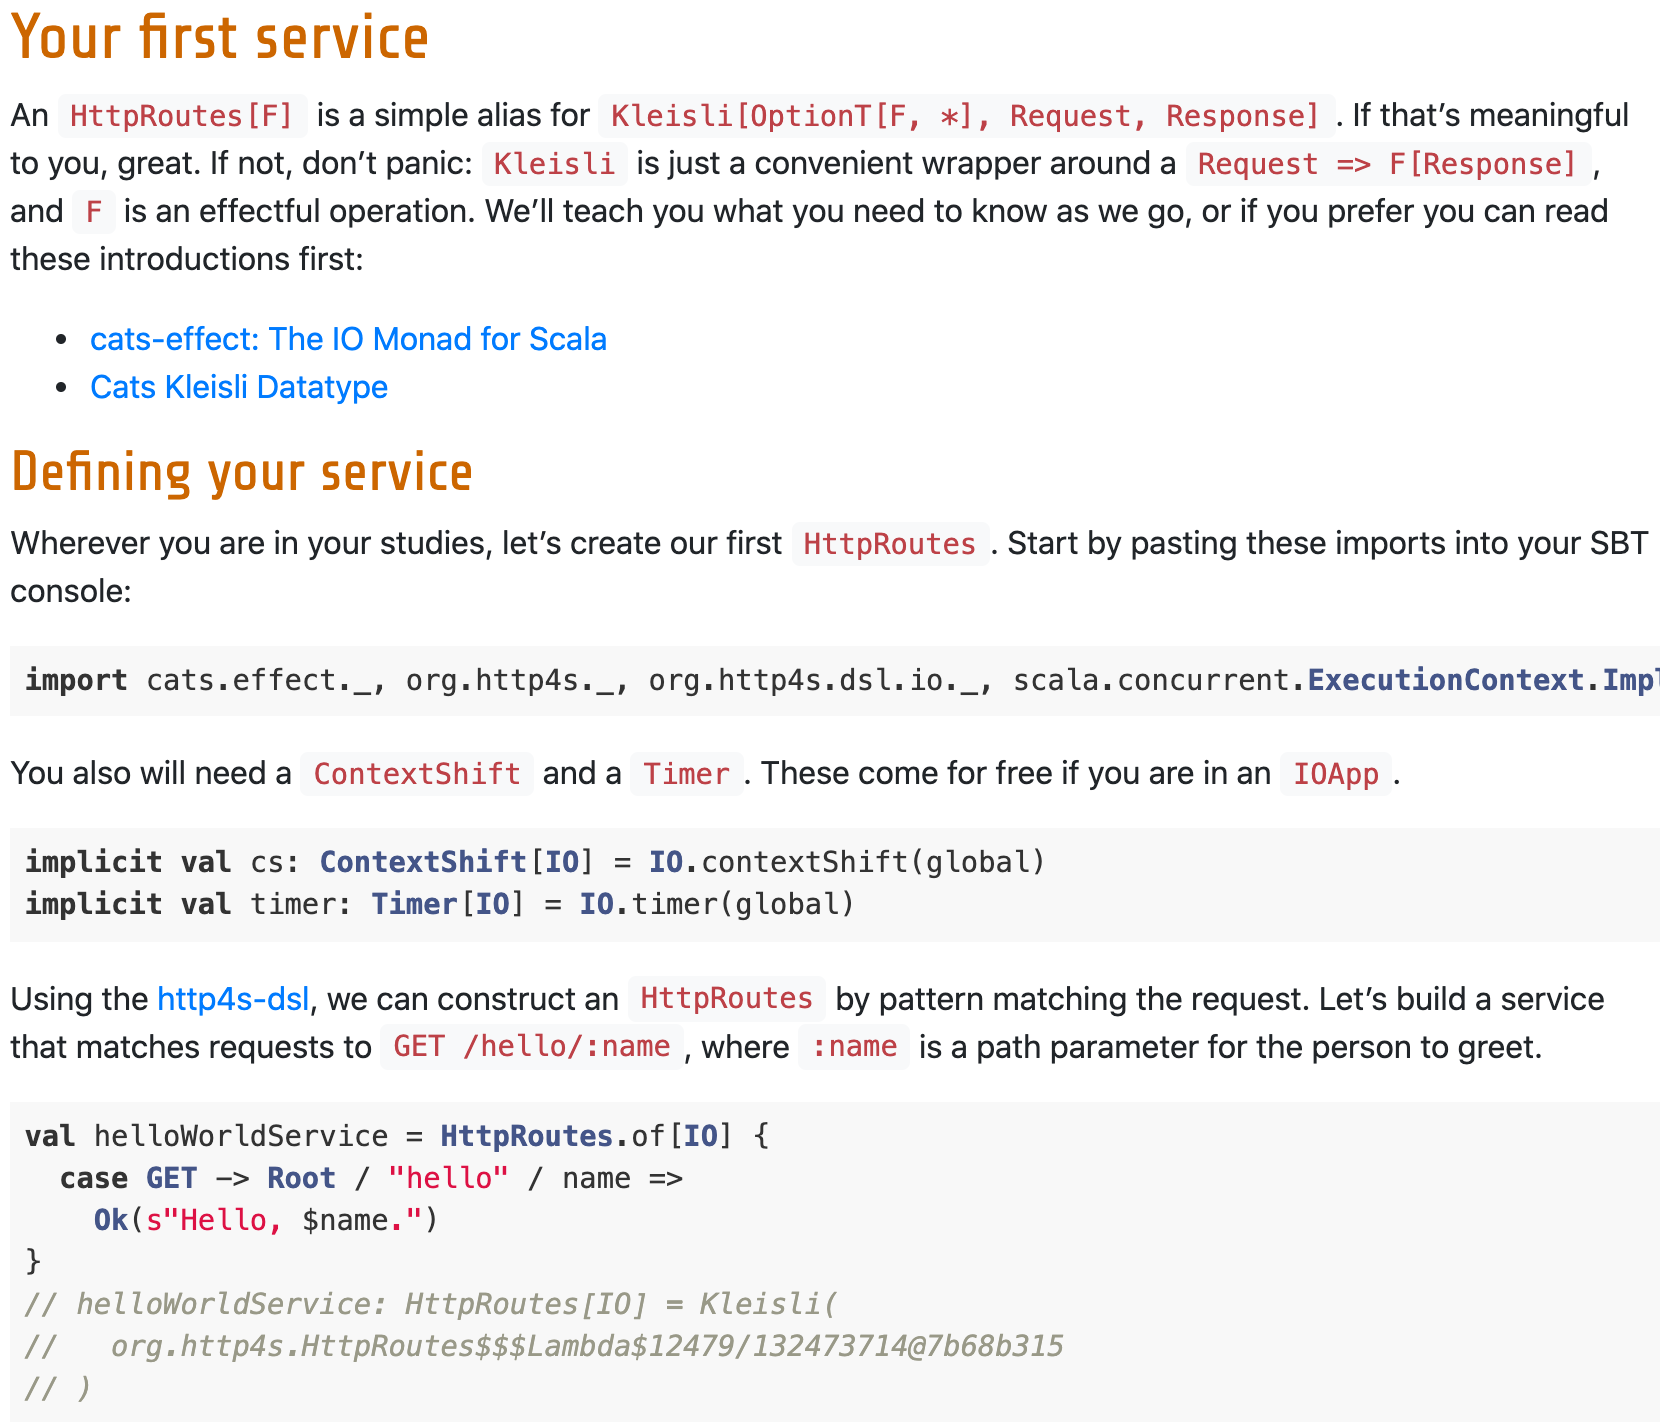 Your first service
An HttpRoutes[F] is a simple alias for Kleisli[OptionT[F, *], Request, Response]. If that’s meaningful
to you, great. If not, don’t panic: Kleisli is just a convenient wrapper around a Request => F[Response],
and F is an effectful operation. We’ll teach you what you need to know as we go, or if you prefer you can read
these introductions first:
• cats-effect: The IO Monad for Scala
• Cats Kleisli Datatype
Defining your service
Wherever you are in your studies, let’s create our first HttpRoutes. Start by pasting these imports into your SBT
console:
import cats.effect._, org.http4s._, org.http4s.dsl.io._, scala.concurrent.ExecutionContext.Impl
You also will need a ContextShift and a Timer. These come for free if you are in an IOApp.
implicit val cs: ContextShift[IO] = IO.contextShift(global)
implicit val timer: Timer[IO] = IO.timer(global)
Using the http4s-dsl, we can construct an HttpRoutes by pattern matching the request. Let’s build a service
that matches requests to GET /hello/:name, where :name is a path parameter for the person to greet.
val helloWorldService = HttpRoutes.of[IO] {
  case GET -> Root / "hello" / name =>
    Ok(s"Hello, $name.")
}
// helloWorldService: HttpRoutes[IO] = Kleisli(
//   org.http4s.HttpRoutes$$$Lambda$12479/132473714@7b68b315
// )